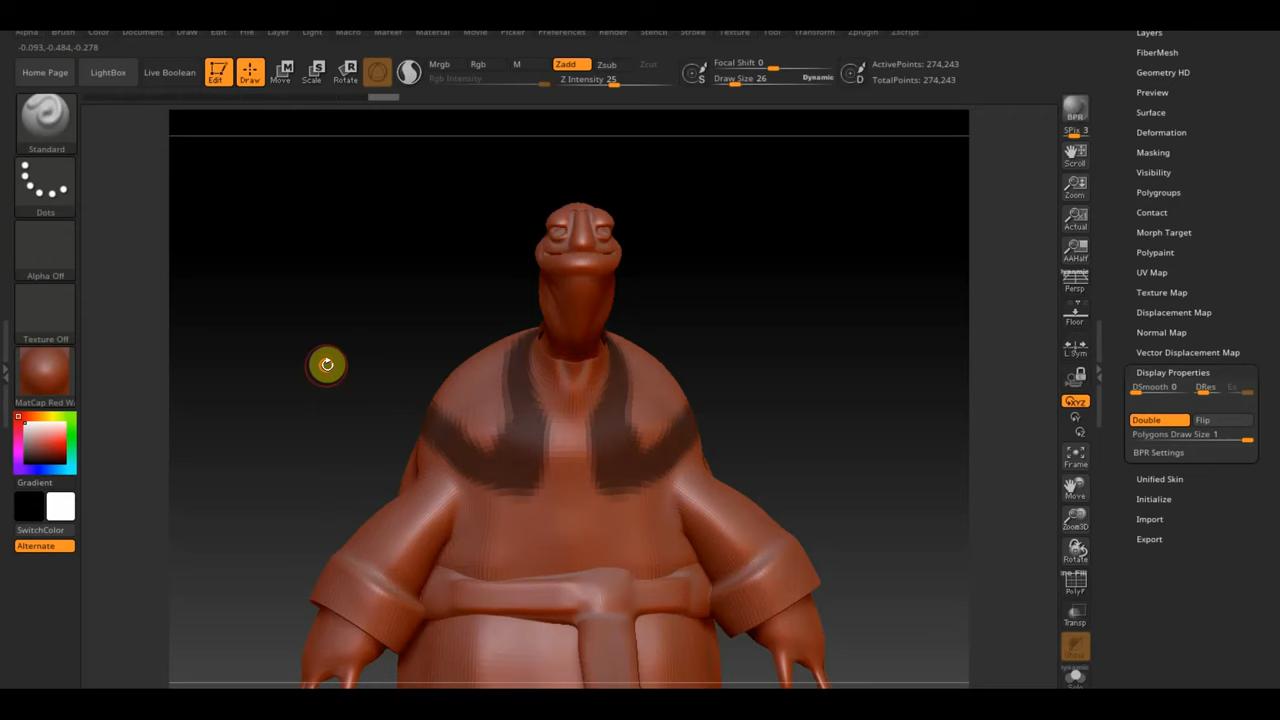 Alpha Brush Color Document Draw Edit File Layer Light Macro Marker Material Movie Picker Preferences Render Stencil Stroke Texture Tool Transform Zplugin Zscript
-0.093,-0.484,-0.278
Home Page LightBox Live Boolean Edit Draw Move Scale Rotate
Mrgb Rgb M Zadd Zsub Zcut
Rgb Intensity Z Intensity 25
S Focal Shift 0
Draw Size 26 Dynamic
D ActivePoints: 274,243
TotalPoints: 274,243
Standard
Dots
Alpha Off
Texture Off
MatCap Red W
Gradient
SwitchColor
Alternate
BPR
SPix 3
Scroll
Zoom
Actual
AAHalf
Dynamic
Persp
Floor
L.Sym
XYZ
Y
Z
Frame
Move
Zoom3D
Rotate
PolyF
Transp
Dynamic
Solo
Layers
FiberMesh
Geometry HD
Preview
Surface
Deformation
Masking
Visibility
Polygroups
Contact
Morph Target
Polypaint
UV Map
Texture Map
Displacement Map
Normal Map
Vector Displacement Map
Display Properties
DSmooth 0 DRes Es
Double Flip
Polygons Draw Size 1
BPR Settings
Unified Skin
Initialize
Import
Export